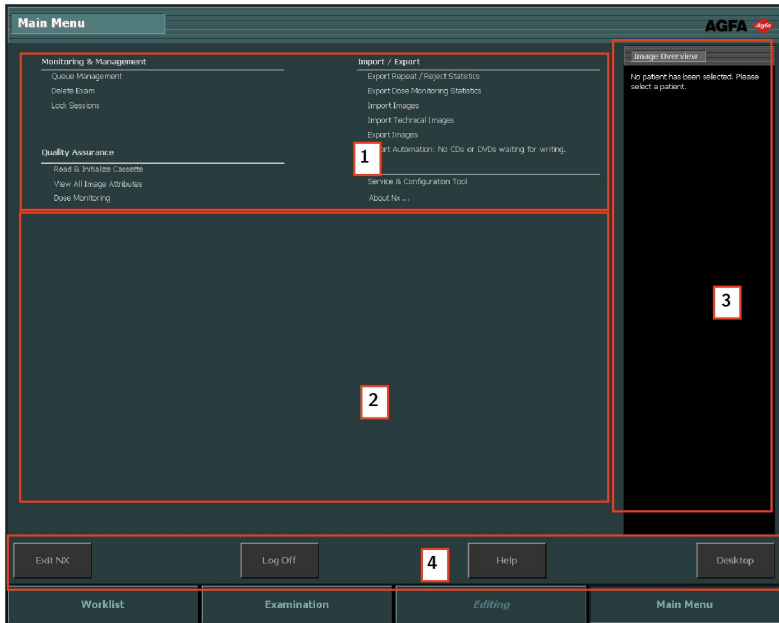 Main Menu
AGFA
Agfa
Monitoring & Management
Queue Management
Delete Exam
Lock Sessions
Quality Assurance
Read & Initialize Cassette
View All Image Attributes
Dose Monitoring
Import / Export
Export Repeat / Reject Statistics
Export Dose Monitoring Statistics
Import Images
Import Technical Images
Export Images
Automation: No CDs or DVDs waiting for writing.
Service & Configuration Tool
About Nx ...
1
2
Image Overview
No patient has been selected. Please
select a patient.
3
Exit NX
Log Off
4
Help
Desktop
Worklist
Examination
Editing
Main Menu